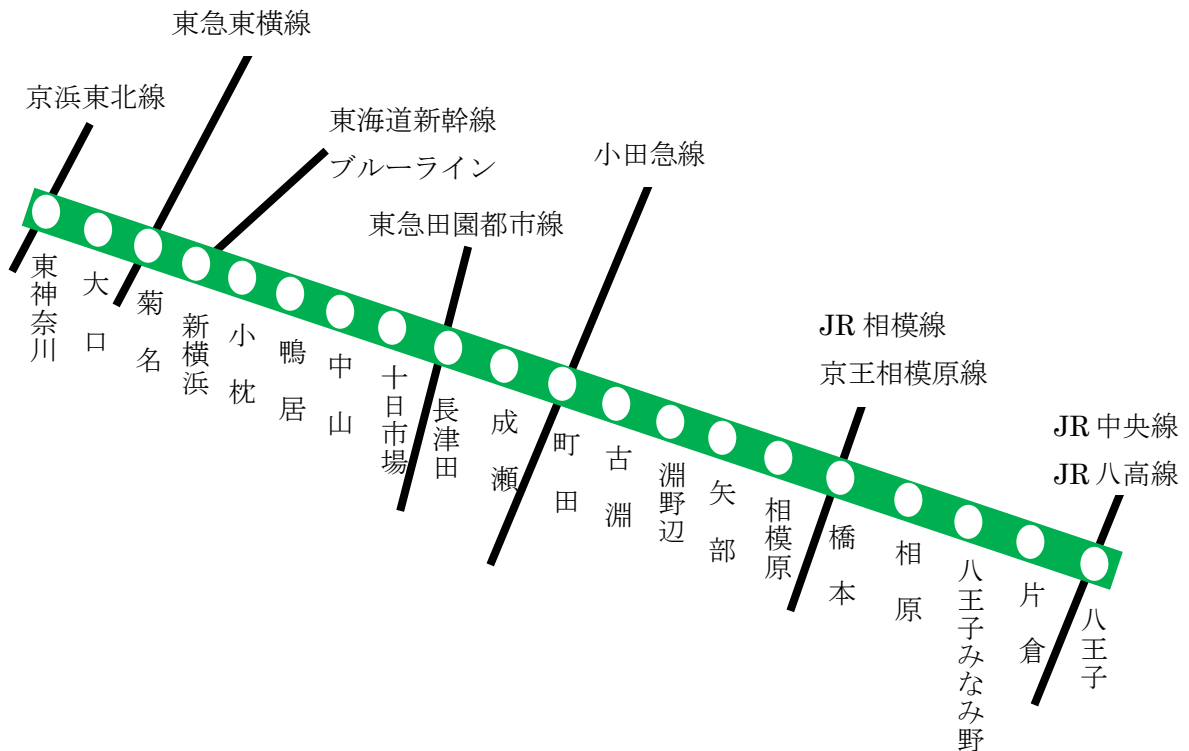 東急東横線
京浜東北線
東海道新幹線
ブルーライン
小田急線
東急田園都市線
JR 相模線
京王相模原線
JR 中央線
JR 八高線
東神奈川
大口
菊名
新横浜
小枕
鴨居
中山
十日市場
長津田
成瀬
町田
古淵
淵野辺
矢部
相模原
橋本
相原
八王子みなみ野
片倉
八王子